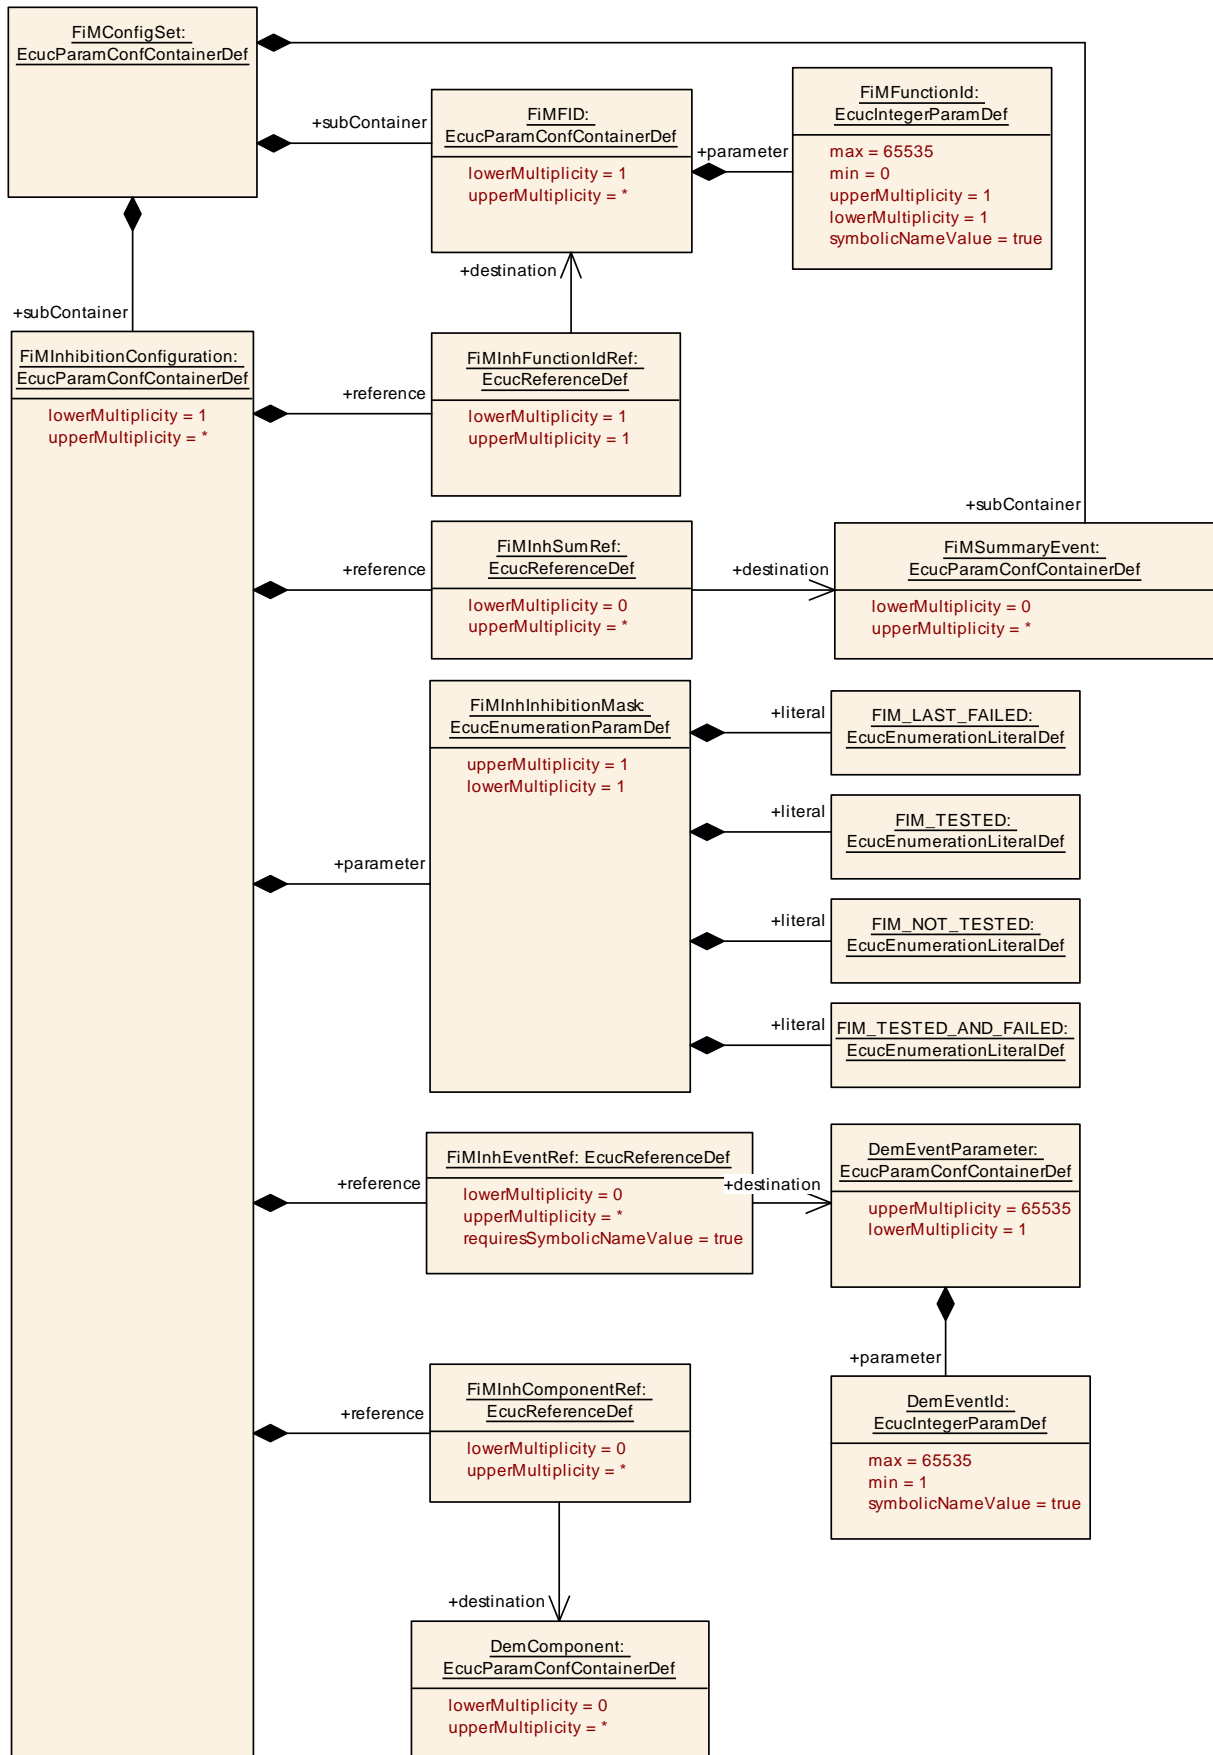 FiMConfigSet:
EcucParamConfContainerDef
+subContainer
FiMFID:
EcucParamConfContainerDef
lowerMultiplicity = 1
upperMultiplicity = *
+parameter
FiMFunctionId:
EcucIntegerParamDef
max = 65535
min = 0
upperMultiplicity = 1
lowerMultiplicity = 1
symbolicNameValue = true
+destination
+subContainer
FiMInhibitionConfiguration:
EcucParamConfContainerDef
lowerMultiplicity = 1
upperMultiplicity = *
+reference
FiMInhFunctionIdRef:
EcucReferenceDef
lowerMultiplicity = 1
upperMultiplicity = 1
+subContainer
+reference
FiMInhSumRef:
EcucReferenceDef
lowerMultiplicity = 0
upperMultiplicity = *
+destination
FiMSummaryEvent:
EcucParamConfContainerDef
lowerMultiplicity = 0
upperMultiplicity = *
+parameter
FiMInhInhibitionMask:
EcucEnumerationParamDef
upperMultiplicity = 1
lowerMultiplicity = 1
+literal
FIM_LAST_FAILED:
EcucEnumerationLiteralDef
+literal
FIM_TESTED:
EcucEnumerationLiteralDef
+literal
FIM_NOT_TESTED:
EcucEnumerationLiteralDef
+literal
FIM_TESTED_AND_FAILED:
EcucEnumerationLiteralDef
+reference
FiMInhEventRef: EcucReferenceDef
lowerMultiplicity = 0
upperMultiplicity = *
requiresSymbolicNameValue = true
+destination
DemEventParameter:
EcucParamConfContainerDef
upperMultiplicity = 65535
lowerMultiplicity = 1
+parameter
DemEventId:
EcucIntegerParamDef
max = 65535
min = 1
symbolicNameValue = true
+reference
FiMInhComponentRef:
EcucReferenceDef
lowerMultiplicity = 0
upperMultiplicity = *
+destination
DemComponent:
EcucParamConfContainerDef
lowerMultiplicity = 0
upperMultiplicity = *